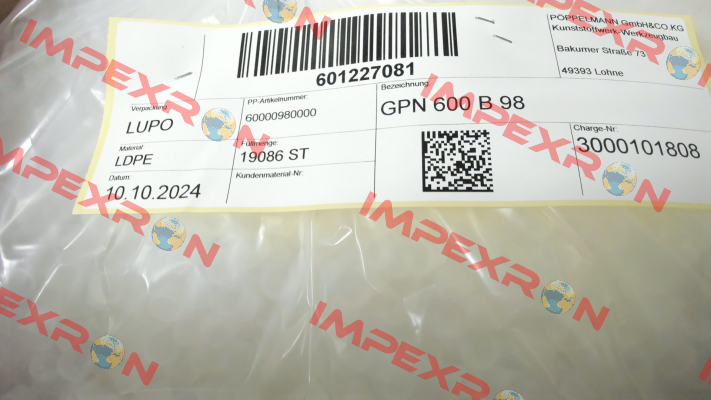 PÖPPELMANN GmbH&CO.KG
Kunststoffwerk-Werkzeugbau
Bakumer Straße 73
49393 Lohne
601227081
Verpackung
LUPO
PP-Artikelnummer:
60000980000
Bezeichnung:
GPN 600 B 98
Material:
LDPE
Füllmenge:
19086 ST
Charge-Nr.:
3000101808
Datum:
10.10.2024
Kundenmaterial-Nr:
IMPEXRON
IMPEXRON
IMPEXRON
IMPEXRON
IMPEXRON
IMPEXRON